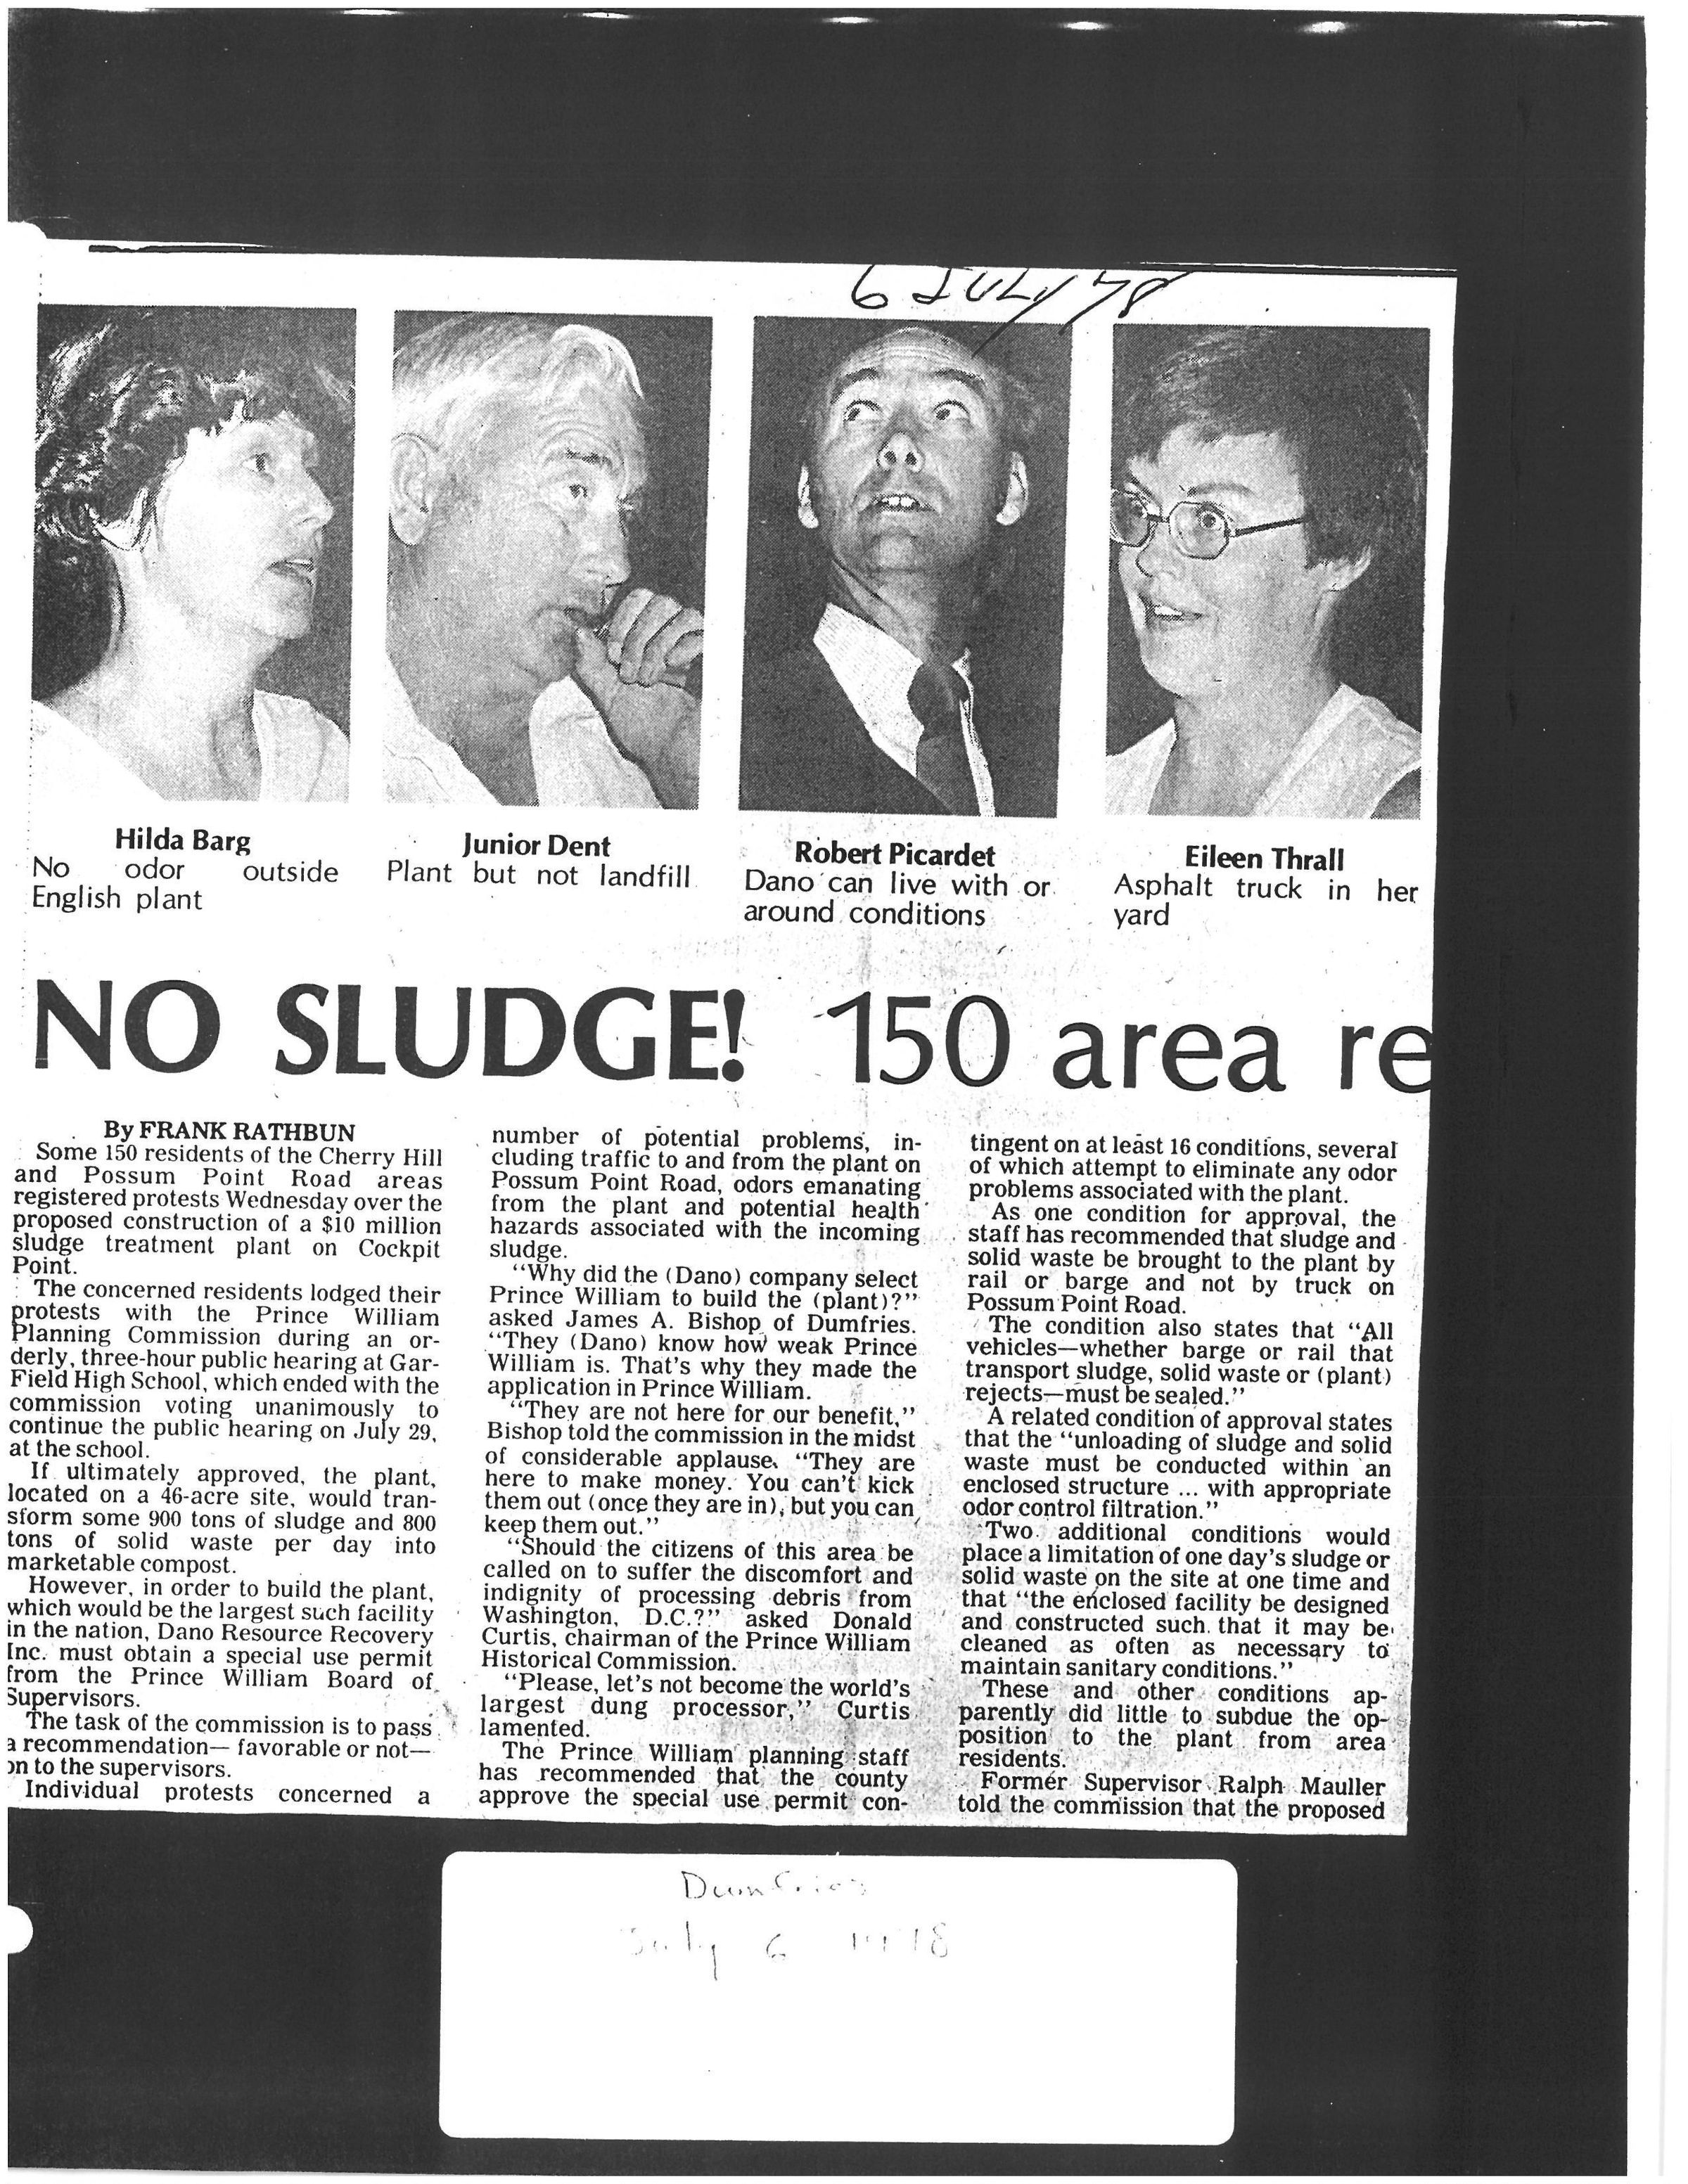 6 JULY 78
Hilda Barg
No odor outside
English plant
Junior Dent
Plant but not landfill
Robert Picardet
Dano can live with or
around conditions
Eileen Thrall
Asphalt truck in her
yard
NO SLUDGE! 150 area re
By FRANK RATHBUN
Some 150 residents of the Cherry Hill
and Possum Point Road areas
registered protests Wednesday over the
proposed construction of a $10 million
sludge treatment plant on Cockpit
Point.
The concerned residents lodged their
protests with the Prince William
Planning Commission during an or-
derly, three-hour public hearing at Gar-
Field High School, which ended with the
commission voting unanimously to
continue the public hearing on July 29,
at the school.
If ultimately approved, the plant,
located on a 46-acre site, would tran-
sform some 900 tons of sludge and 800
tons of solid waste per day into
marketable compost.
However, in order to build the plant,
which would be the largest such facility
in the nation, Dano Resource Recovery
Inc. must obtain a special use permit
from the Prince William Board of
Supervisors.
The task of the commission is to pass
a recommendation— favorable or not—
on to the supervisors.
Individual protests concerned a
number of potential problems, in-
cluding traffic to and from the plant on
Possum Point Road, odors emanating
from the plant and potential health
hazards associated with the incoming
sludge.
"Why did the (Dano) company select
Prince William to build the (plant)?"
asked James A. Bishop of Dumfries.
"They (Dano) know how weak Prince
William is. That's why they made the
application in Prince William.
"They are not here for our benefit,"
Bishop told the commission in the midst
of considerable applause. "They are
here to make money. You can't kick
them out (once they are in), but you can
keep them out."
"Should the citizens of this area be
called on to suffer the discomfort and
indignity of processing debris from
Washington, D.C.?" asked Donald
Curtis, chairman of the Prince William
Historical Commission.
"Please, let's not become the world's
largest dung processor," Curtis
lamented.
The Prince William planning staff
has recommended that the county
approve the special use permit con-
tingent on at least 16 conditions, several
of which attempt to eliminate any odor
problems associated with the plant.
As one condition for approval, the
staff has recommended that sludge and
solid waste be brought to the plant by
rail or barge and not by truck on
Possum Point Road.
The condition also states that "All
vehicles—whether barge or rail that
transport sludge, solid waste or (plant)
rejects—must be sealed."
A related condition of approval states
that the "unloading of sludge and solid
waste must be conducted within an
enclosed structure ... with appropriate
odor control filtration."
Two additional conditions would
place a limitation of one day's sludge or
solid waste on the site at one time and
that "the enclosed facility be designed
and constructed such that it may be
cleaned as often as necessary to
maintain sanitary conditions."
These and other conditions ap-
parently did little to subdue the op-
position to the plant from area
residents.
Former Supervisor Ralph Mauller
told the commission that the proposed
Dumfries
July 6 1978